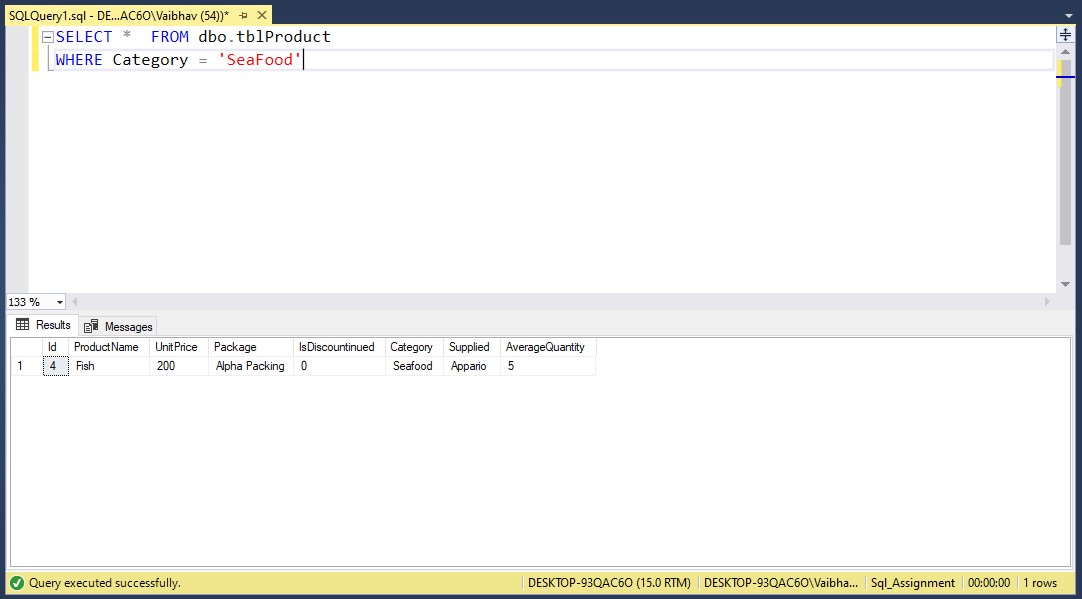 SQLQuery1.sql - DE...AC6O\Vaibhav (54))*
SELECT * FROM dbo.tblProduct
WHERE Category = 'SeaFood'
133 %
Results Messages
Id ProductName UnitPrice Package IsDiscountinued Category Supplied AverageQuantity
1 4 Fish 200 Alpha Packing 0 Seafood Appario 5
Query executed successfully. DESKTOP-93QAC6O (15.0 RTM) DESKTOP-93QAC6O\Vaibha... Sql_Assignment 00:00:00 1 rows